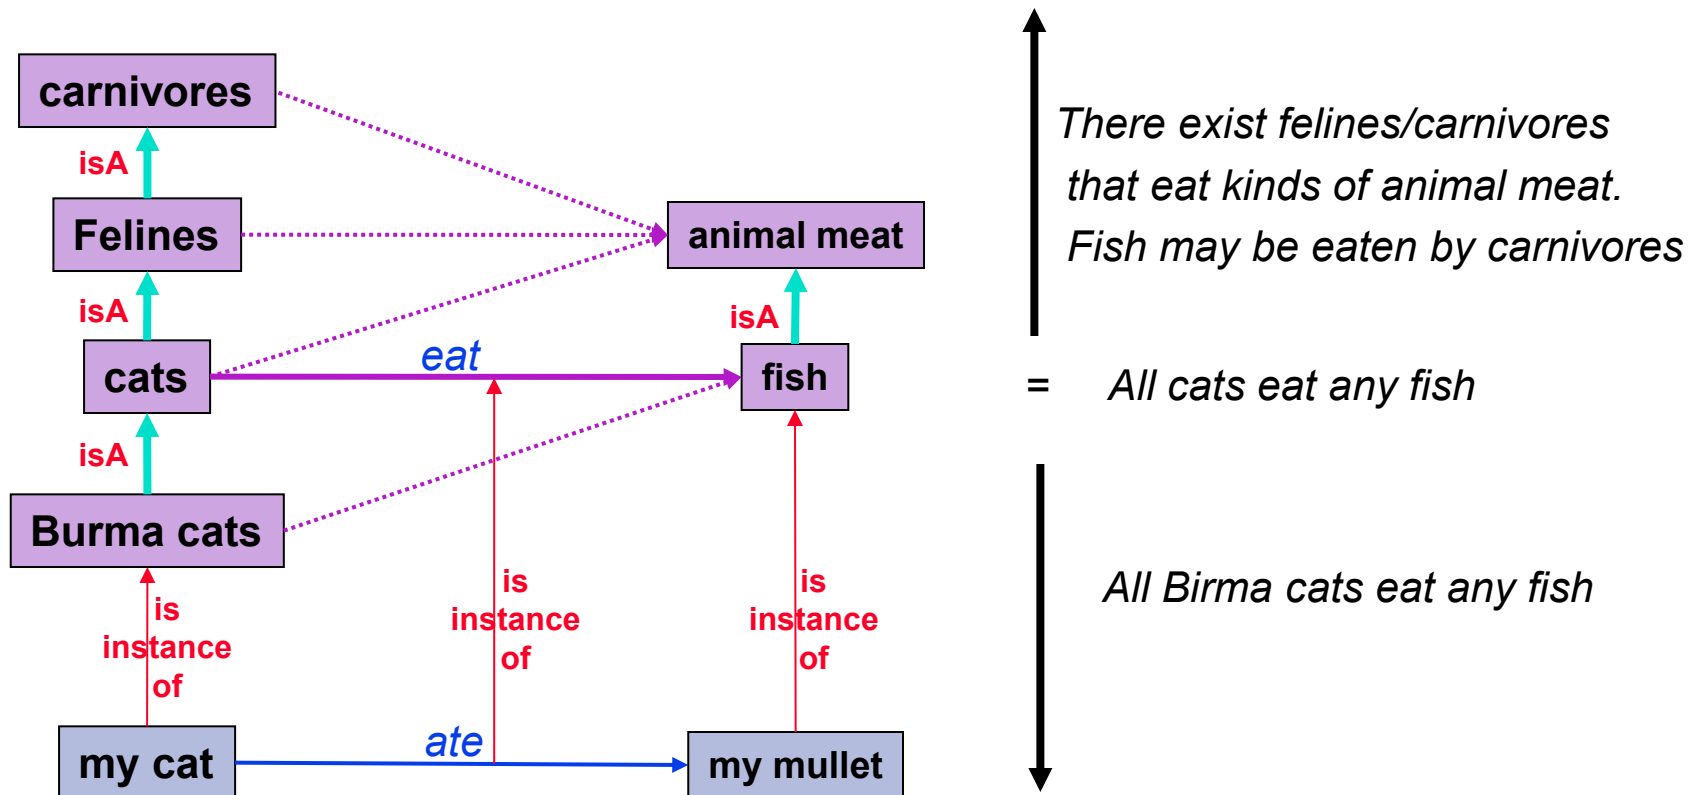 carnivores
There exist felines/carnivores
isA
that eat kinds of animal meat.
Felines
animal meat
Fish may be eaten by carnivores
isA
isA
eat
cats
fish
= All cats eat any fish
isA
Burma cats
is
instance
of
is
instance
of
is
instance
of
All Birma cats eat any fish
my cat
ate
my mullet